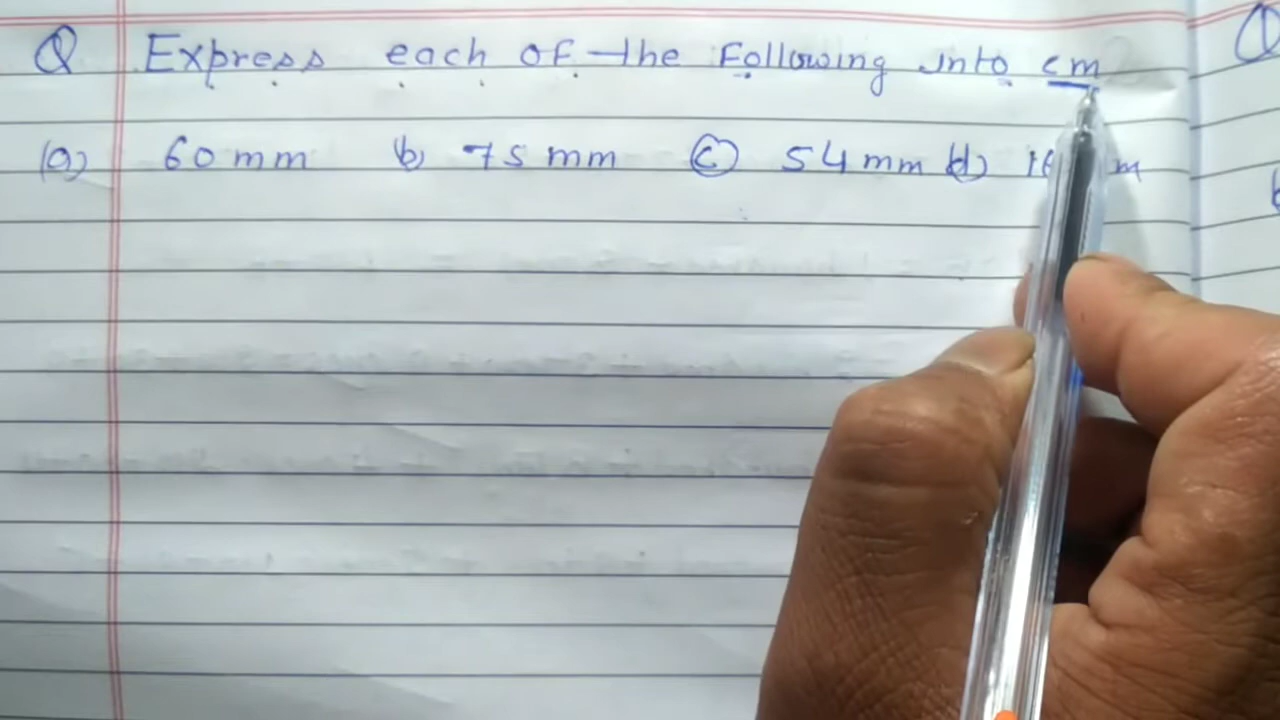 Q Express each of the Following into cm
(a) 60 mm b) 75 mm (c) 54 mm d)